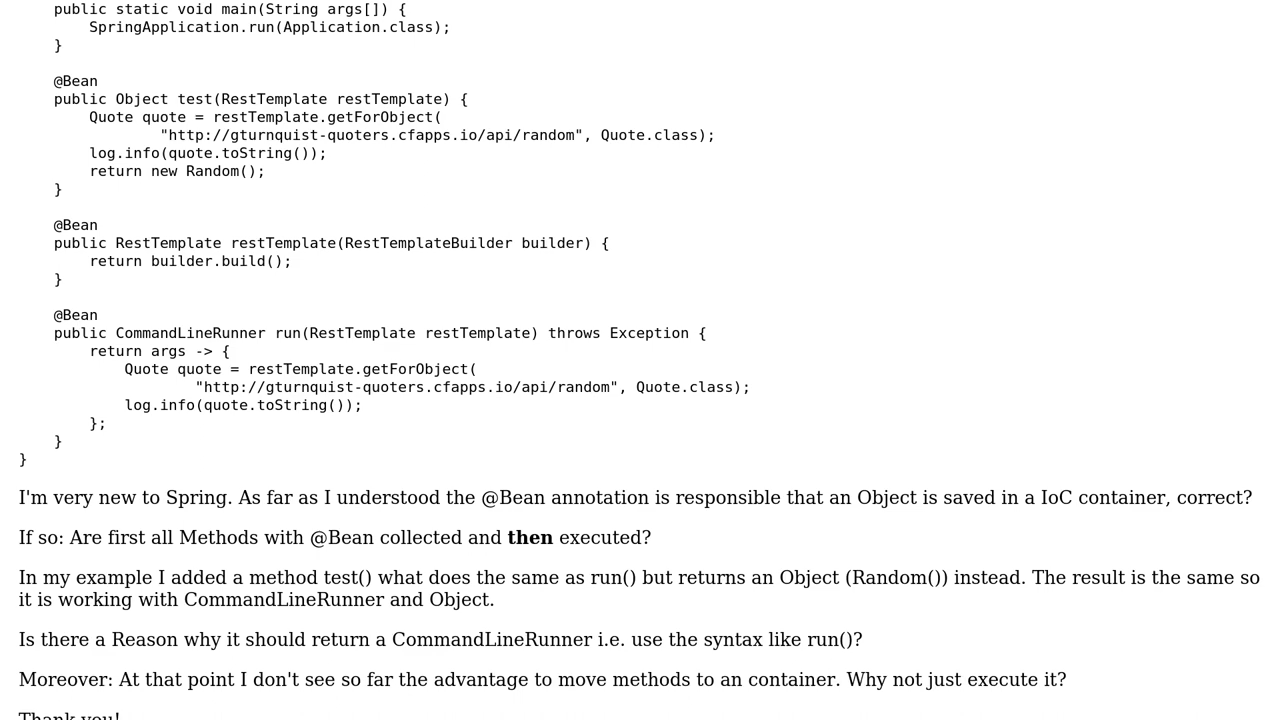 public static void main(String args[]) {
SpringApplication.run(Application.class);
}
@Bean
public Object test(RestTemplate restTemplate) {
Quote quote = restTemplate.getForObject(
"http://gturnquist-quoters.cfapps.io/api/random", Quote.class);
log.info(quote.toString());
return new Random();
}
@Bean
public RestTemplate restTemplate(RestTemplateBuilder builder) {
return builder.build();
}
@Bean
public CommandLineRunner run(RestTemplate restTemplate) throws Exception {
return args -> {
Quote quote = restTemplate.getForObject(
"http://gturnquist-quoters.cfapps.io/api/random", Quote.class);
log.info(quote.toString());
};
}
}
I'm very new to Spring. As far as I understood the @Bean annotation is responsible that an Object is saved in a IoC container, correct?
If so: Are first all Methods with @Bean collected and then executed?
In my example I added a method test() what does the same as run() but returns an Object (Random()) instead. The result is the same so
it is working with CommandLineRunner and Object.
Is there a Reason why it should return a CommandLineRunner i.e. use the syntax like run()?
Moreover: At that point I don't see so far the advantage to move methods to an container. Why not just execute it?
Thank you!